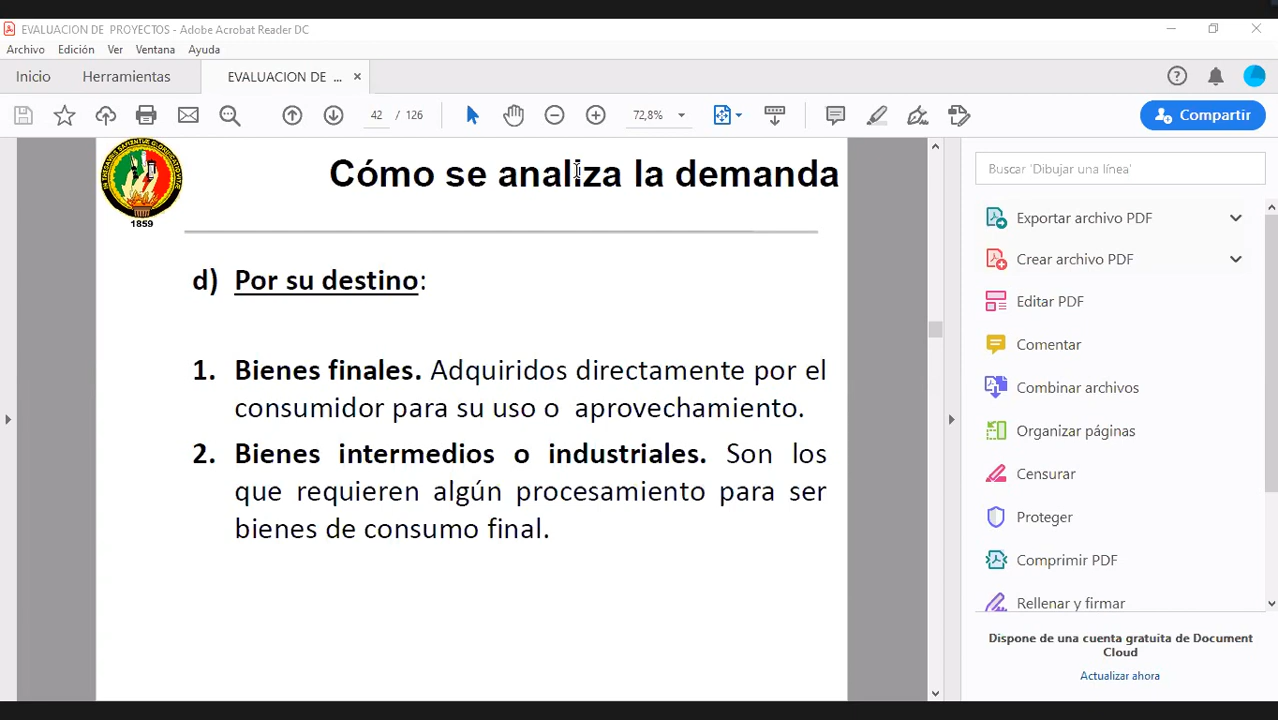 EVALUACION DE  PROYECTOS - Adobe Acrobat Reader DC
Archivo Edición Ver Ventana Ayuda
Inicio Herramientas EVALUACION DE ... ×
42 / 126 72,8% Compartir
Cómo se analiza la demanda
1859
d) Por su destino:
1. Bienes finales. Adquiridos directamente por el
consumidor para su uso o aprovechamiento.
2. Bienes intermedios o industriales. Son los
que requieren algún procesamiento para ser
bienes de consumo final.
Buscar 'Dibujar una línea'
Exportar archivo PDF
Crear archivo PDF
Editar PDF
Comentar
Combinar archivos
Organizar páginas
Censurar
Proteger
Comprimir PDF
Rellenar y firmar
Dispone de una cuenta gratuita de Document
Cloud
Actualizar ahora